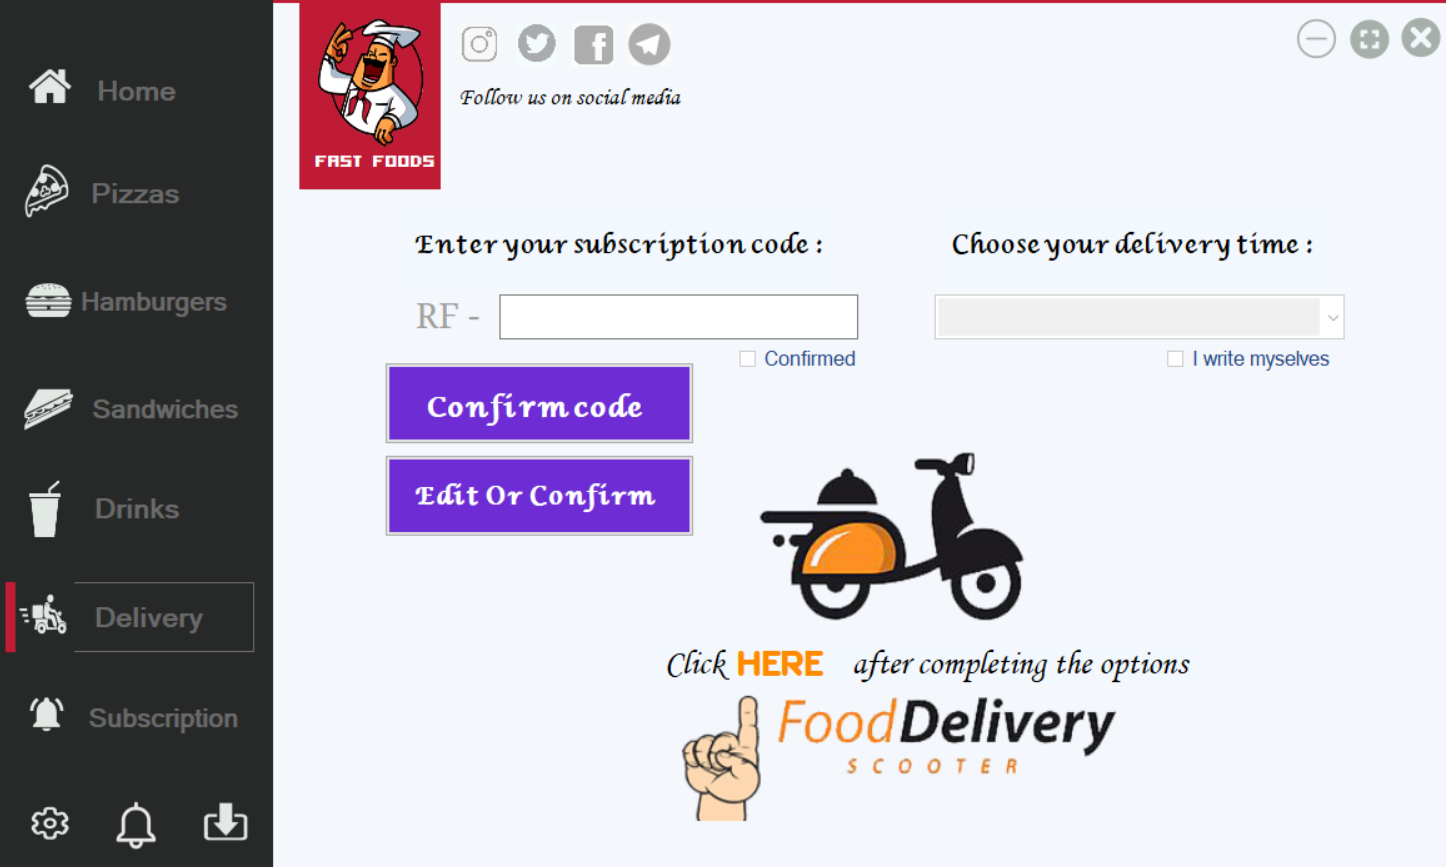 Home
Pizzas
Hamburgers
Sandwiches
Drinks
Delivery
Subscription
FAST FOODS
Follow us on social media
Enter your subscription code :
RF -
Confirmed
Confirm code
Edit Or Confirm
Choose your delivery time :
I write myselves
Click HERE after completing the options
Food Delivery
SCOOTER